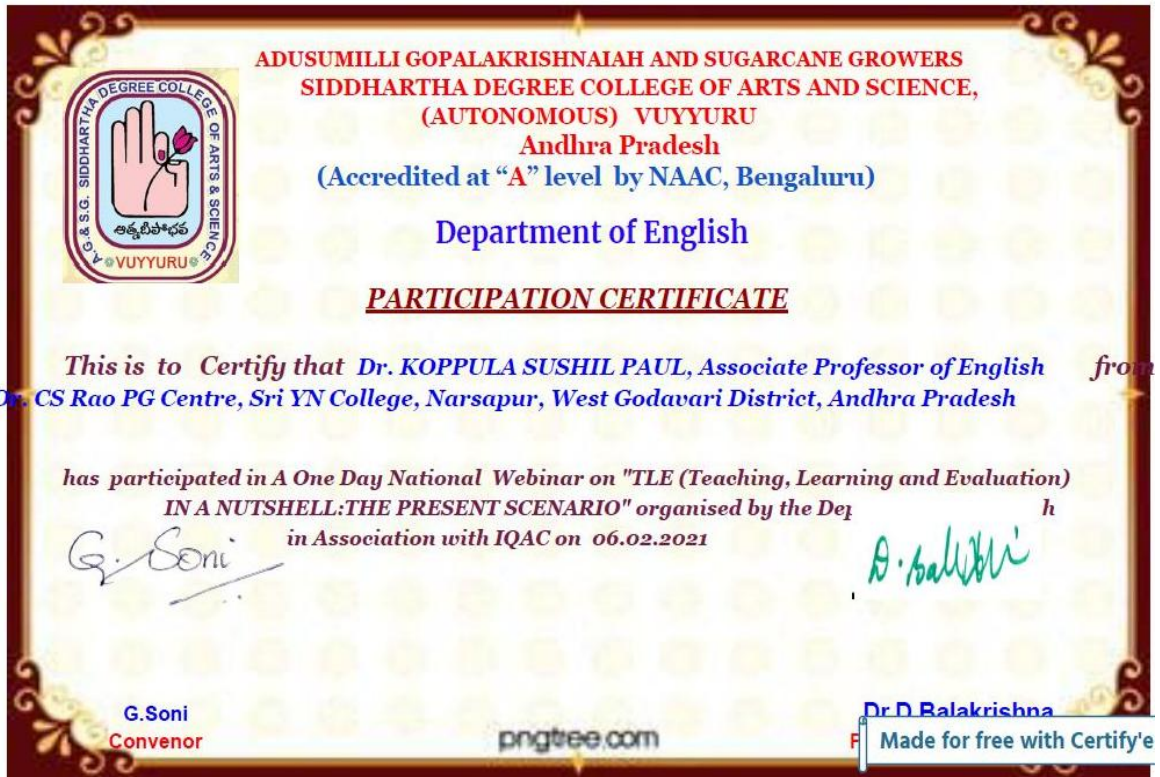 ADUSUMILLI GOPALAKRISHNAIAH AND SUGARCANE GROWERS
SIDDHARTHA DEGREE COLLEGE OF ARTS AND SCIENCE,
(AUTONOMOUS) VUYYURU
Andhra Pradesh
(Accredited at “A” level by NAAC, Bengaluru)
A.G.& S.G. SIDDHARTHA DEGREE COLLEGE OF ARTS & SCIENCE
VUYYURU
Department of English
PARTICIPATION CERTIFICATE
This is to Certify that Dr. KOPPULA SUSHIL PAUL, Associate Professor of English from
Dr. CS Rao PG Centre, Sri YN College, Narsapur, West Godavari District, Andhra Pradesh
has participated in A One Day National Webinar on "TLE (Teaching, Learning and Evaluation)
IN A NUTSHELL:THE PRESENT SCENARIO" organised by the Dep h
in Association with IQAC on 06.02.2021
G. Soni
G.Soni
Convenor
pngtree.com
Dr.D.Balakrishna
Made for free with Certify'e